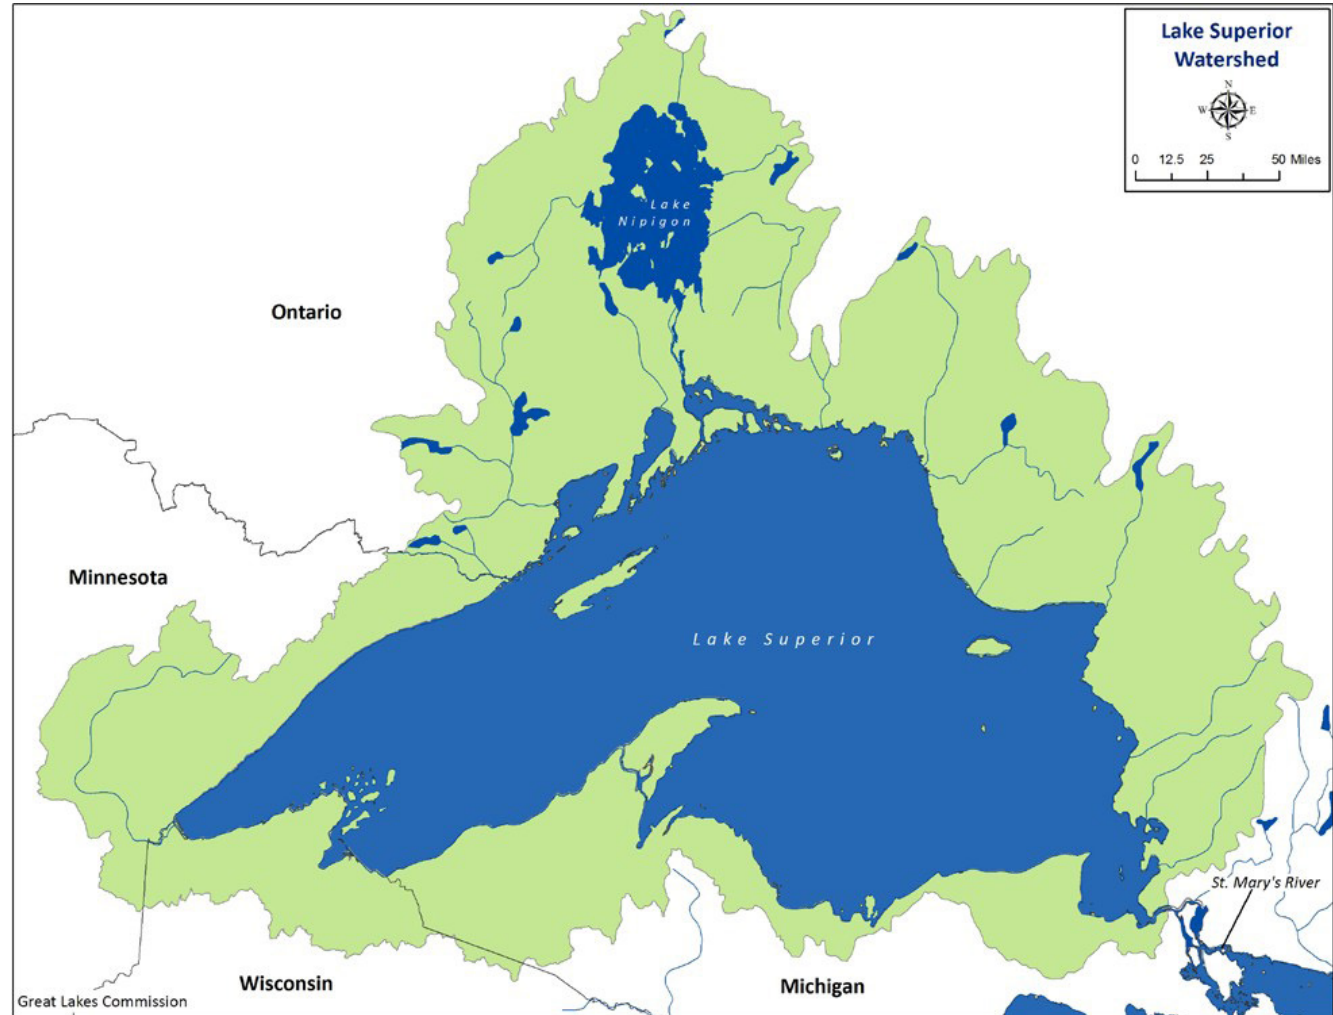 Lake Superior
Watershed
N
W E
S
0 12.5 25 50 Miles
Lake
Nipigon
Ontario
Minnesota
Lake Superior
St. Mary's River
Wisconsin
Michigan
Great Lakes Commission